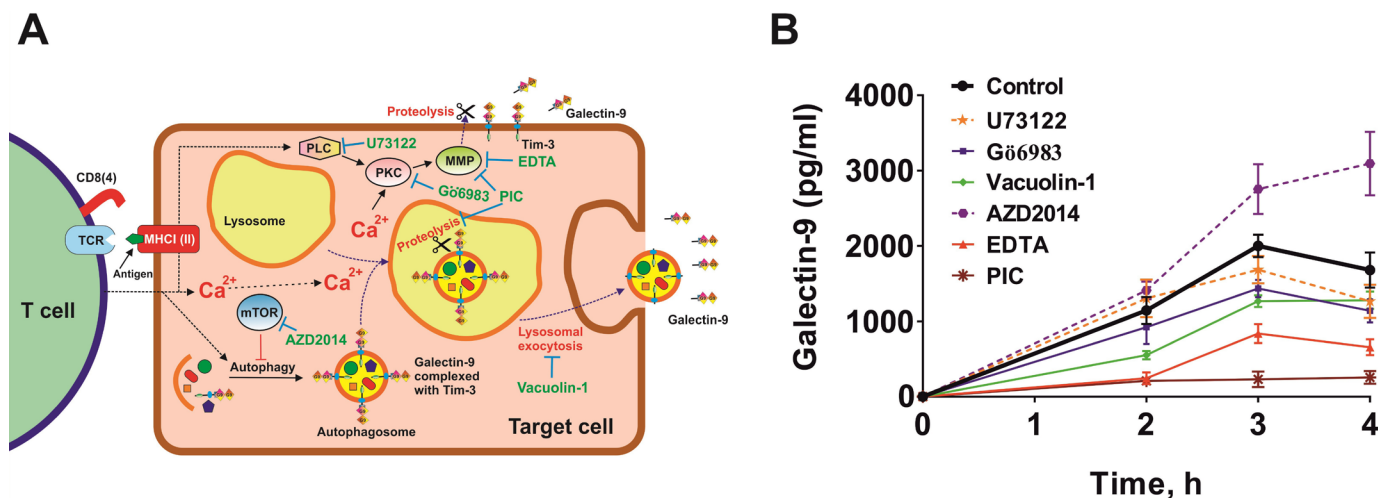 A
Proteolysis
Galectin-9
Tim-3
PLC
U73122
MMP
EDTA
PKC
Gö6983
PIC
CD8(4)
Lysosome
Ca2+
TCR
MHCI (II)
Proteolysis
Antigen
T cell
Ca2+
Ca2+
mTOR
AZD2014
Galectin-9
Lysosomal
exocytosis
Autophagy
Galectin-9
complexed
with Tim-3
Vacuolin-1
Autophagosome
Target cell
B
Galectin-9 (pg/ml)
4000
3000
2000
1000
0
Control
U73122
Gö6983
Vacuolin-1
AZD2014
EDTA
PIC
0
1
2
3
4
Time, h